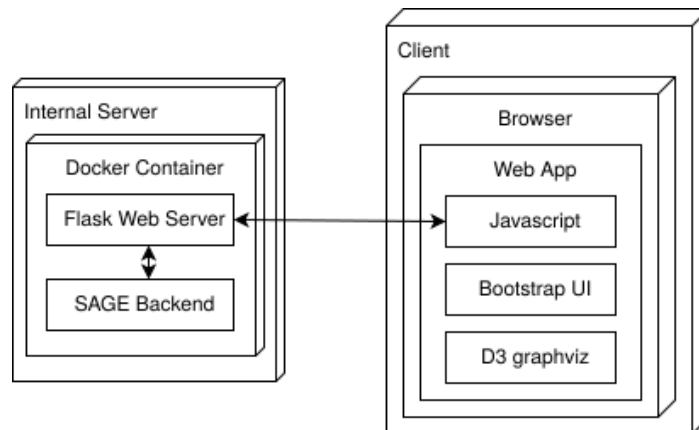 Internal Server
Docker Container
Flask Web Server
SAGE Backend
Client
Browser
Web App
Javascript
Bootstrap UI
D3 graphviz